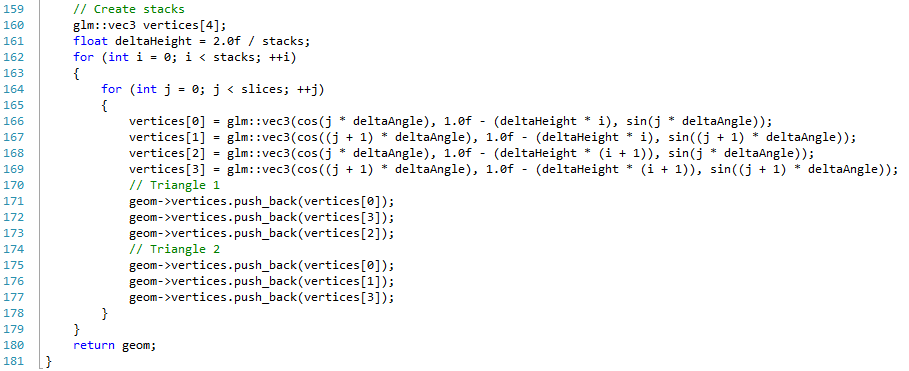 159 // Create stacks
160 glm::vec3 vertices[4];
161 float deltaHeight = 2.0f / stacks;
162 for (int i = 0; i < stacks; ++i)
163 {
164 for (int j = 0; j < slices; ++j)
165 {
166 vertices[0] = glm::vec3(cos(j * deltaAngle), 1.0f - (deltaHeight * i), sin(j * deltaAngle));
167 vertices[1] = glm::vec3(cos((j + 1) * deltaAngle), 1.0f - (deltaHeight * i), sin((j + 1) * deltaAngle));
168 vertices[2] = glm::vec3(cos(j * deltaAngle), 1.0f - (deltaHeight * (i + 1)), sin(j * deltaAngle));
169 vertices[3] = glm::vec3(cos((j + 1) * deltaAngle), 1.0f - (deltaHeight * (i + 1)), sin((j + 1) * deltaAngle));
170 // Triangle 1
171 geom->vertices.push_back(vertices[0]);
172 geom->vertices.push_back(vertices[3]);
173 geom->vertices.push_back(vertices[2]);
174 // Triangle 2
175 geom->vertices.push_back(vertices[0]);
176 geom->vertices.push_back(vertices[1]);
177 geom->vertices.push_back(vertices[3]);
178 }
179 }
180 return geom;
181 }